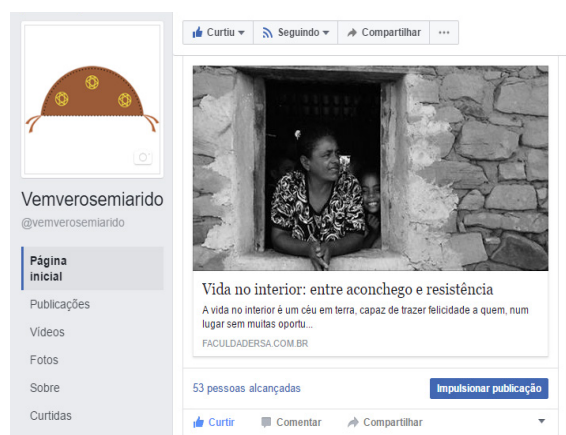 Curtiu
Seguindo
Compartilhar
Vemverosemiarido
@vemverosemiarido
Página
inicial
Publicações
Vídeos
Fotos
Sobre
Curtidas
Vida no interior: entre aconchego e resistência
A vida no interior é um céu em terra, capaz de trazer felicidade a quem, num
lugar sem muitas oportu...
FACULDADERSA.COM.BR
53 pessoas alcançadas
Impulsionar publicação
Curtir
Comentar
Compartilhar